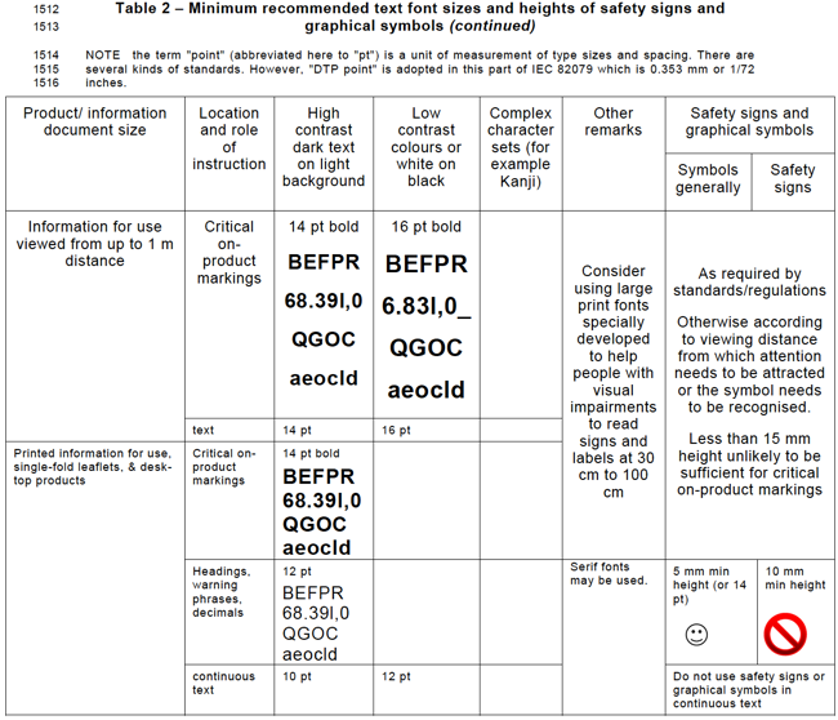 1512 Table 2 – Minimum recommended text font sizes and heights of safety signs and
1513 graphical symbols (continued)
1514 NOTE the term "point" (abbreviated here to "pt") is a unit of measurement of type sizes and spacing. There are
1515 several kinds of standards. However, "DTP point" is adopted in this part of IEC 82079 which is 0.353 mm or 1/72
1516 inches.
Product/ information
document size
Location
and role
of
instruction
High
contrast
dark text
on light
background
Low
contrast
colours or
white on
black
Complex
character
sets (for
example
Kanji)
Other
remarks
Safety signs and
graphical symbols
Symbols
generally
Safety
signs
Information for use
viewed from up to 1 m
distance
Critical
on-
product
markings
14 pt bold
BEFPR
68.39l,0
QGOC
aeocld
16 pt bold
BEFPR
6.83l,0_
QGOC
aeocld
Consider
using large
print fonts
specially
developed
to help
people with
visual
impairments
to read
signs and
labels at 30
cm to 100
cm
As required by
standards/regulations
Otherwise according
to viewing distance
from which attention
needs to be attracted
or the symbol needs
to be recognised.
Less than 15 mm
height unlikely to be
sufficient for critical
on-product markings
text
14 pt
16 pt
Printed information for use,
single-fold leaflets, & desk-
top products
Critical on-
product
markings
14 pt bold
BEFPR
68.39l,0
QGOC
aeocld
Headings,
warning
phrases,
decimals
12 pt
BEFPR
68.39l,0
QGOC
aeocld
Serif fonts
may be used.
5 mm min
height (or 14
pt)
10 mm
min height
continuous
text
10 pt
12 pt
Do not use safety signs or
graphical symbols in
continuous text